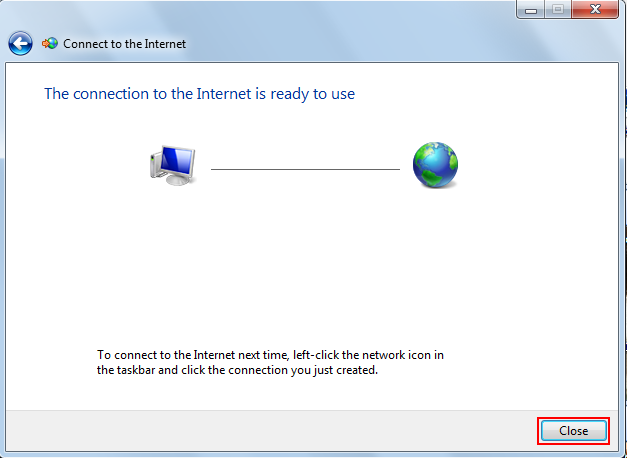 Connect to the Internet
The connection to the Internet is ready to use
To connect to the Internet next time, left-click the network icon in
the taskbar and click the connection you just created.
Close